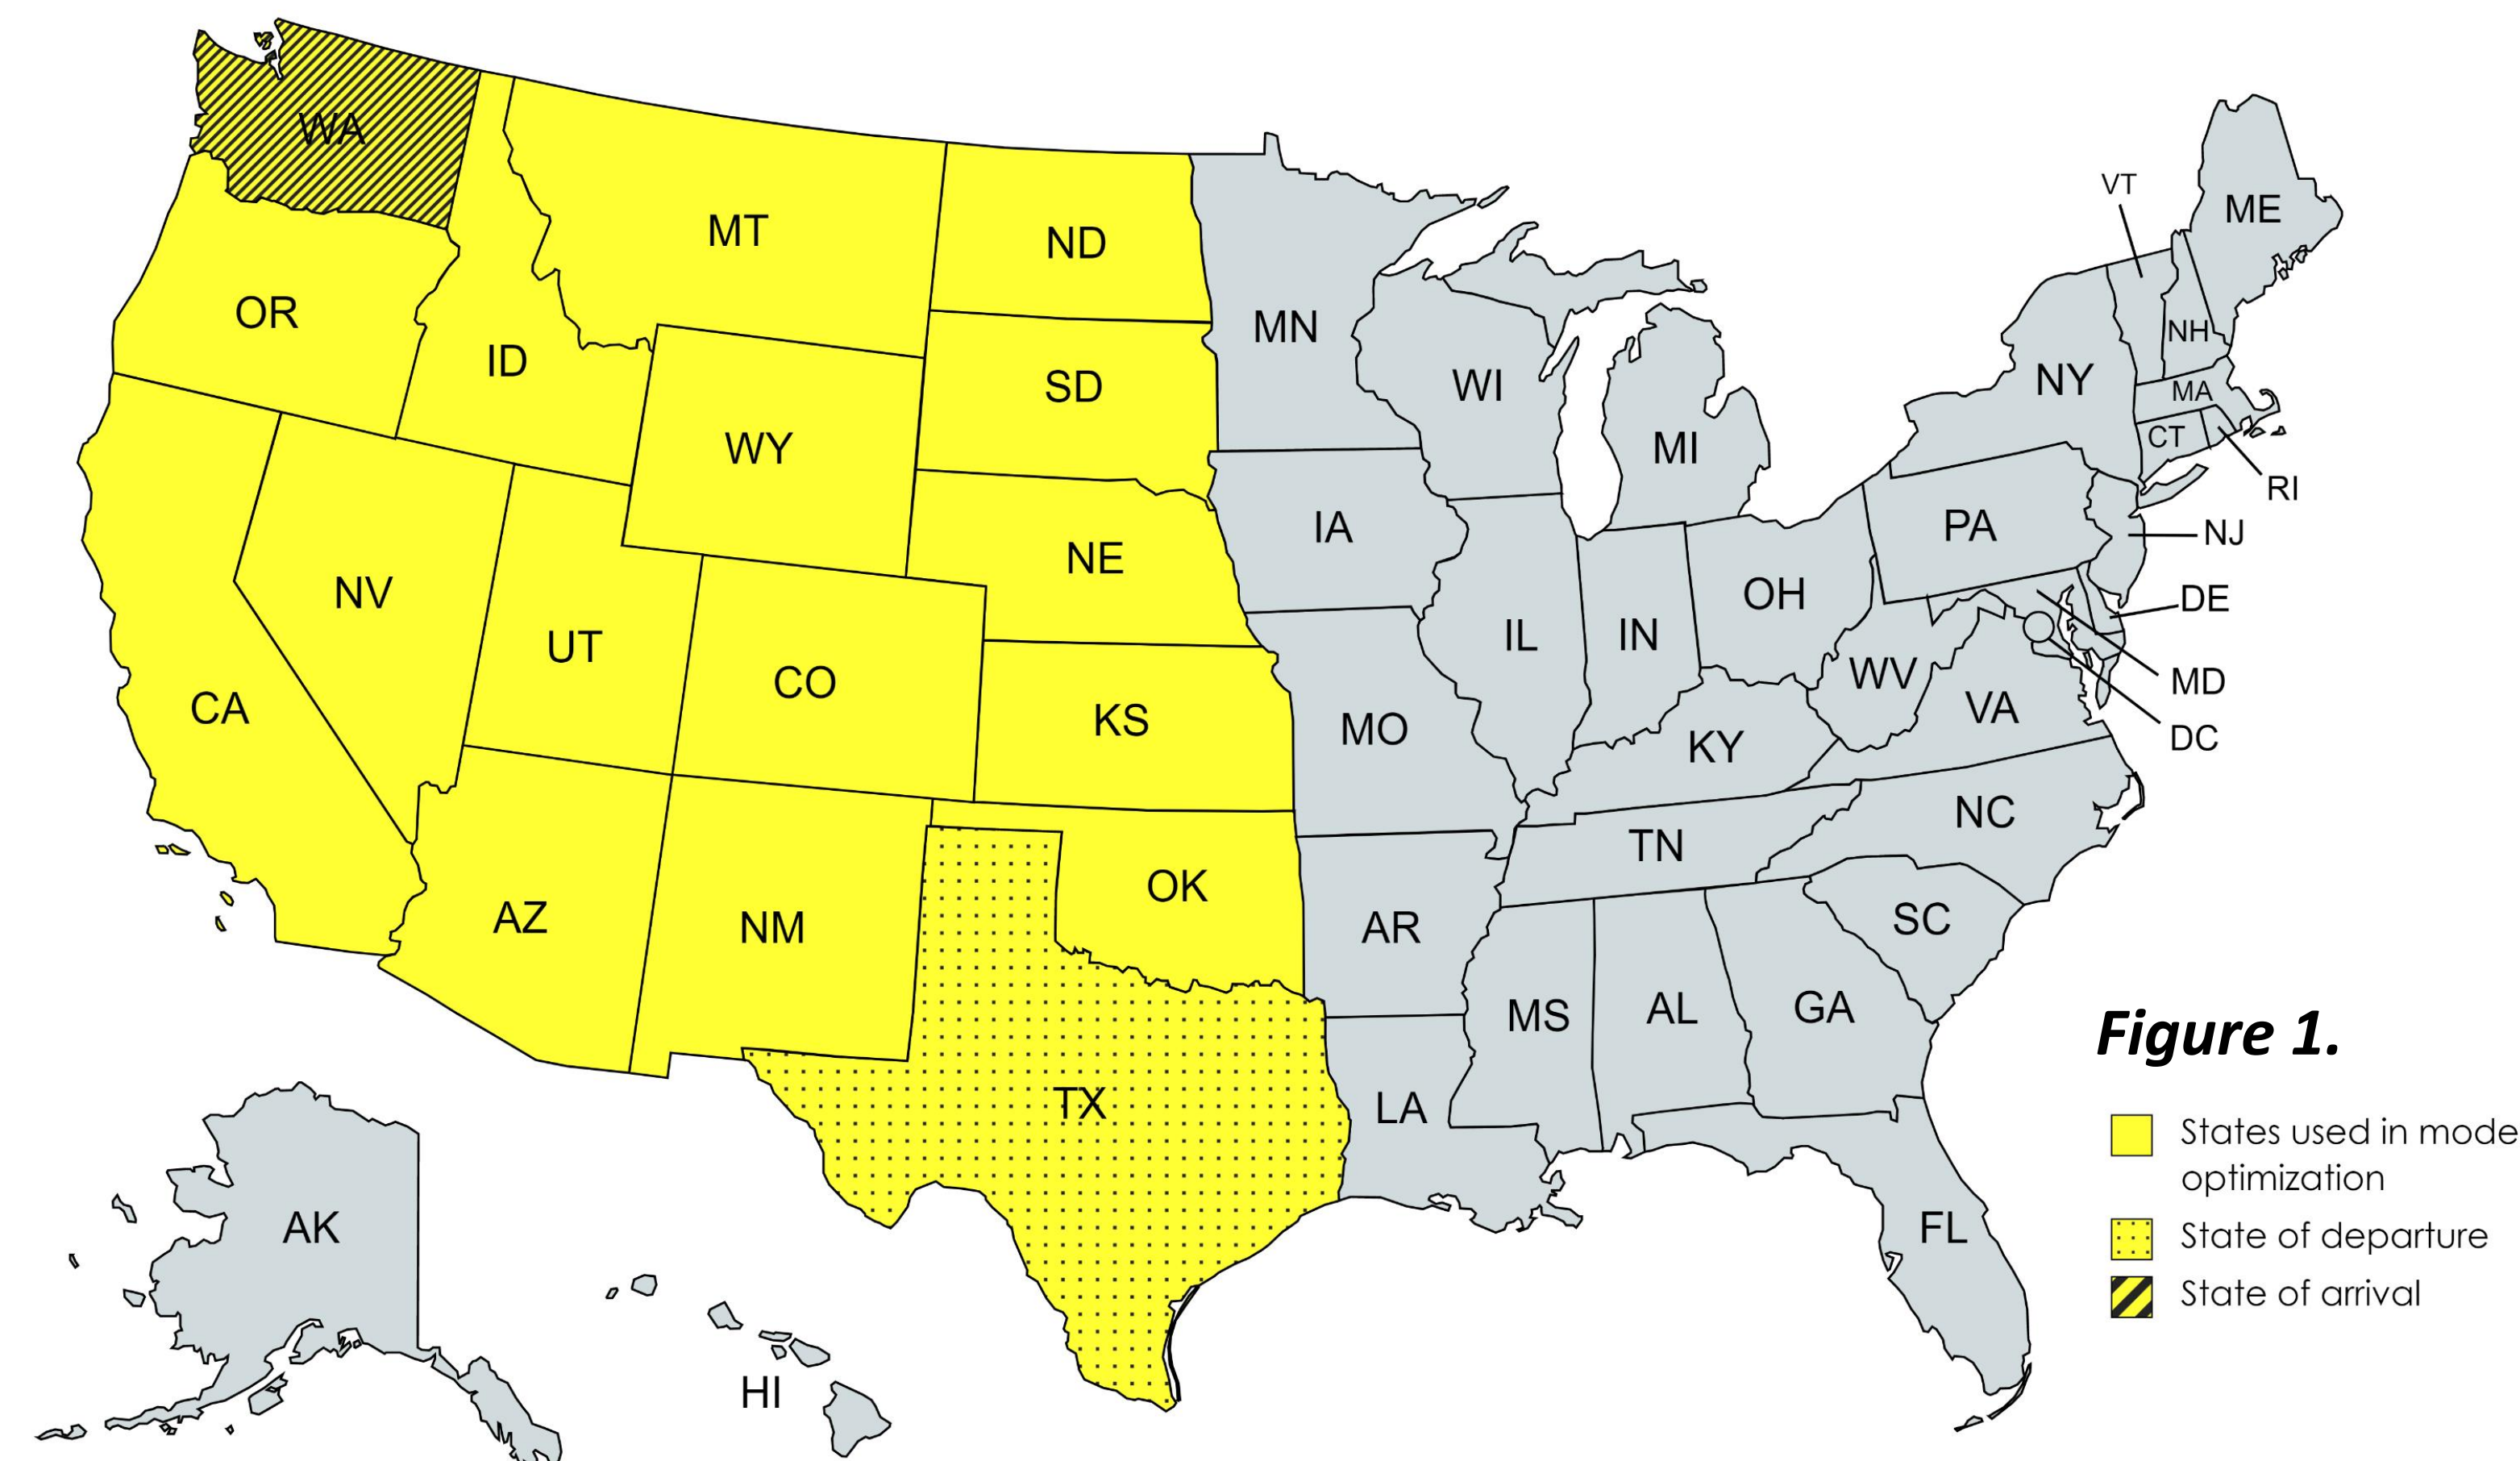 WA
MT
ND
OR
ID
SD
MN
WI
MI
VT
ME
NH
NY
MA
CT
RI
WY
NE
IA
PA
NJ
NV
UT
CO
KS
IL
IN
OH
DE
CA
MO
KY
WV
VA
MD
DC
AZ
NM
OK
AR
TN
NC
SC
TX
LA
MS
AL
GA
FL
AK
HI
Figure 1.
States used in mode
optimization
State of departure
State of arrival